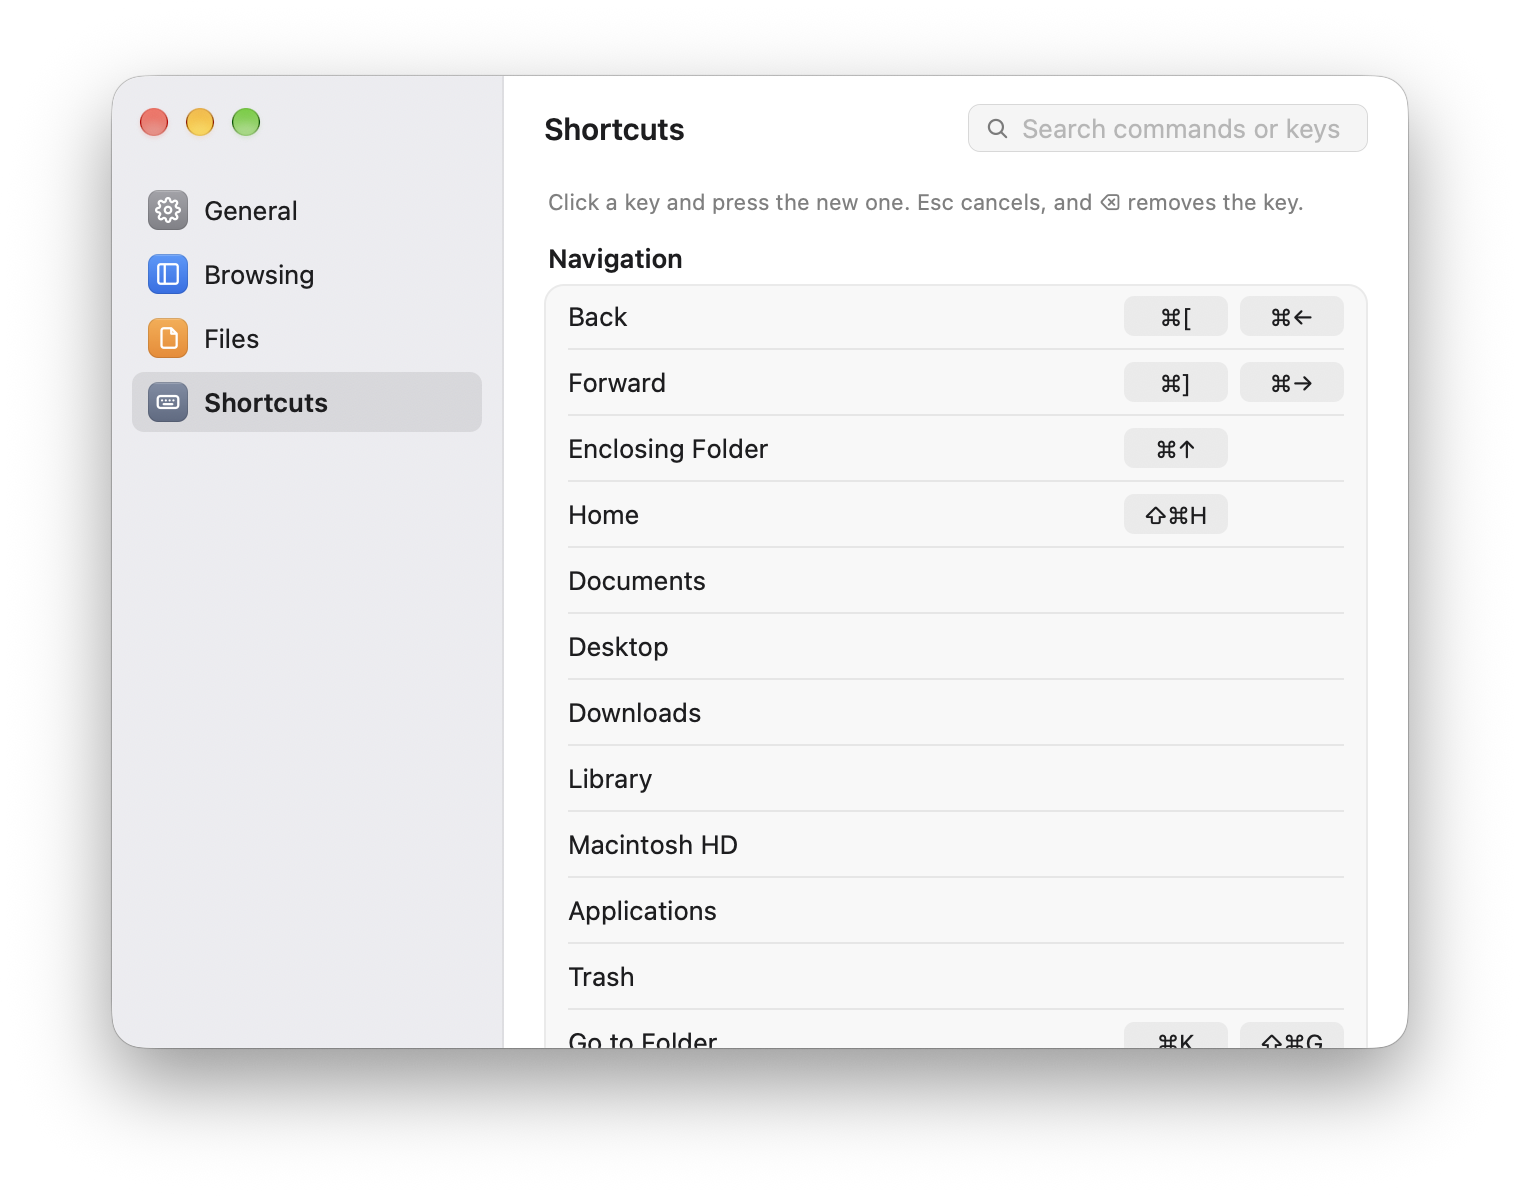 Shortcuts
Search commands or keys
General
Browsing
Files
Shortcuts
Click a key and press the new one. Esc cancels, and ⌫ removes the key.
Navigation
Back ⌘[ ⌘←
Forward ⌘] ⌘→
Enclosing Folder ⌘↑
Home ⇧⌘H
Documents
Desktop
Downloads
Library
Macintosh HD
Applications
Trash
Go to Folder ⌘K ⇧⌘G